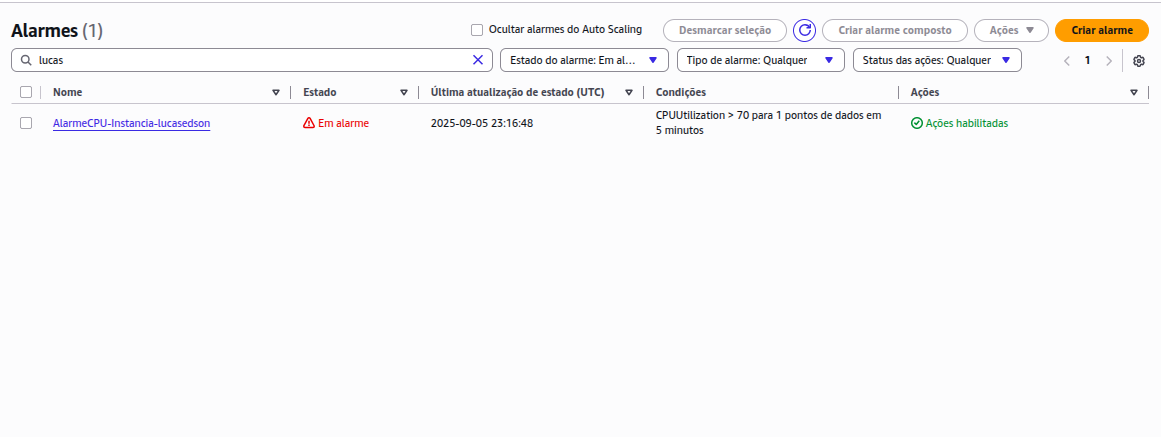 Alarmes (1)
Ocultar alarmes do Auto Scaling
Desmarcar seleção
Criar alarme composto
Ações
Criar alarme
lucas
Estado do alarme: Em al...
Tipo de alarme: Qualquer
Status das ações: Qualquer
1
Nome
Estado
Última atualização de estado (UTC)
Condições
Ações
AlarmeCPU-Instancia-lucasedson
Em alarme
2025-09-05 23:16:48
CPUUtilization > 70 para 1 pontos de dados em
5 minutos
Ações habilitadas